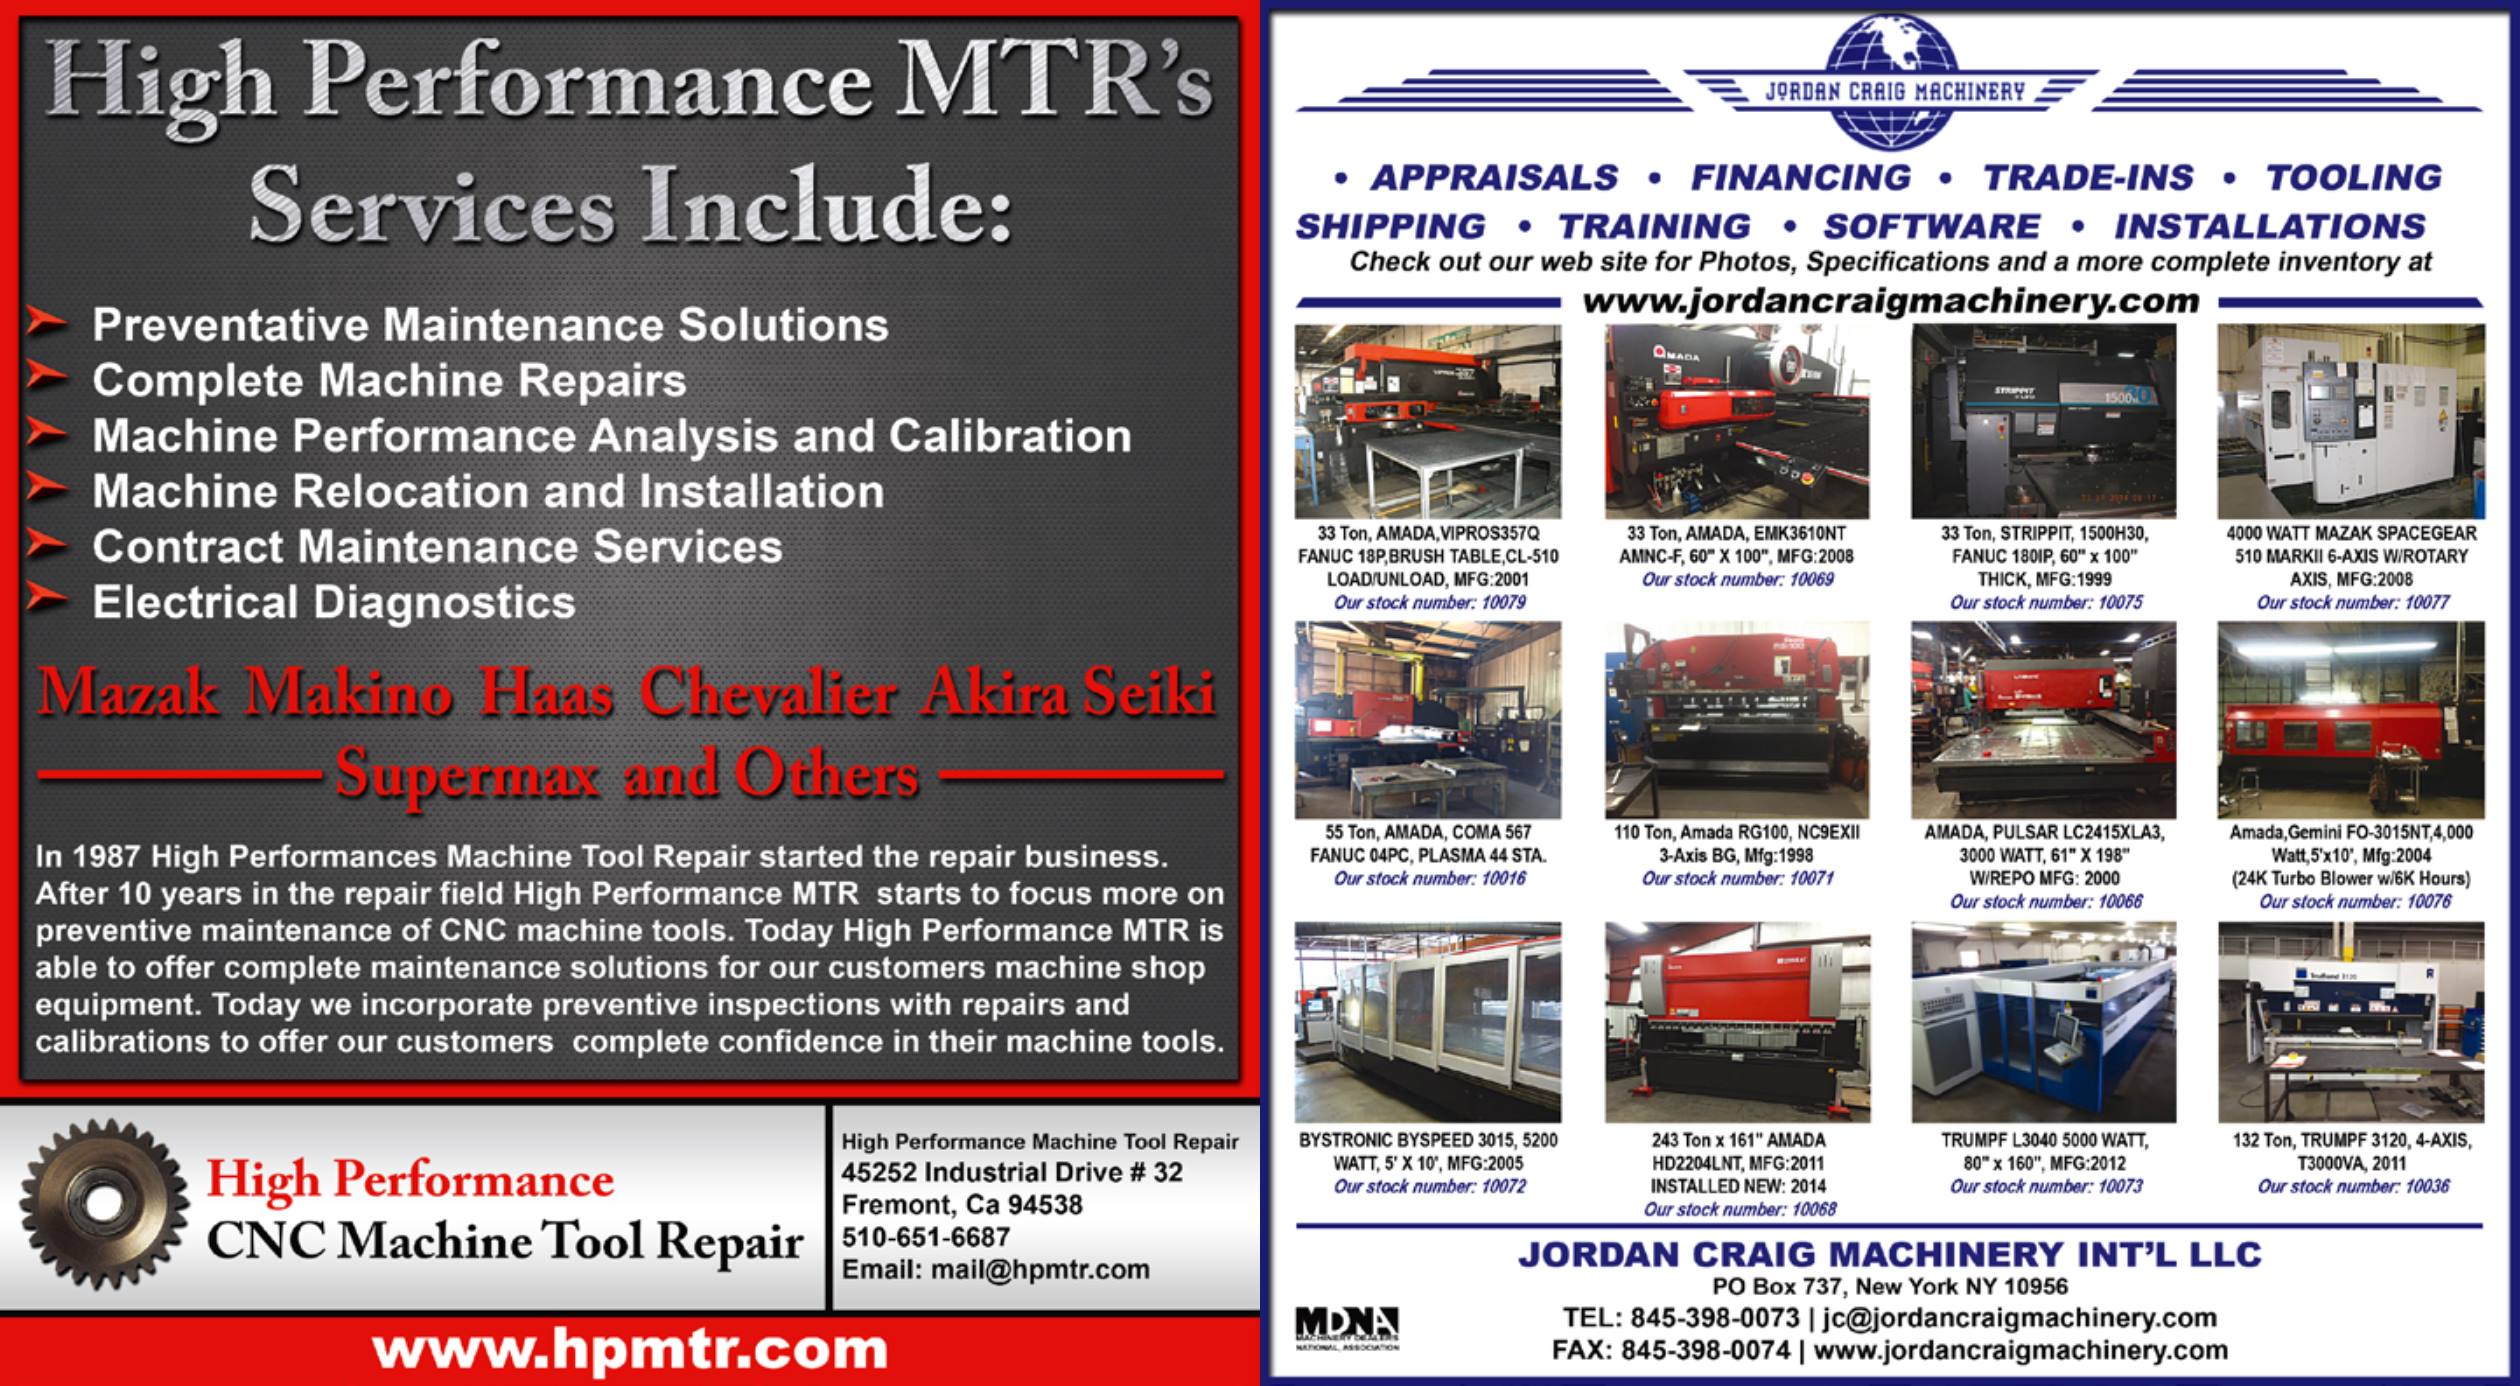 High Performance MTR's
Services Include:
Preventative Maintenance Solutions
Complete Machine Repairs
Machine Performance Analysis and Calibration
Machine Relocation and Installation
Contract Maintenance Services
Electrical Diagnostics
Mazak Makino Haas Chevalier Akira Seiki
Supermax and Others
In 1987 High Performances Machine Tool Repair started the repair business.
After 10 years in the repair field High Performance MTR starts to focus more on
preventive maintenance of CNC machine tools. Today High Performance MTR is
able to offer complete maintenance solutions for our customers machine shop
equipment. Today we incorporate preventive inspections with repairs and
calibrations to offer our customers complete confidence in their machine tools.
High Performance
CNC Machine Tool Repair
High Performance Machine Tool Repair
45252 Industrial Drive # 32
Fremont, Ca 94538
510-651-6687
Email: mail@hpmtr.com
www.hpmtr.com
JORDAN CRAIG MACHINERY
• APPRAISALS • FINANCING • TRADE-INS • TOOLING
SHIPPING • TRAINING • SOFTWARE • INSTALLATIONS
Check out our web site for Photos, Specifications and a more complete inventory at
www.jordancraigmachinery.com
AMADA
STRIPPIT
1500H30
33 Ton, AMADA,VIPROS357Q
FANUC 18P,BRUSH TABLE,CL-510
LOAD/UNLOAD, MFG:2001
Our stock number: 10079
33 Ton, AMADA, EMK3610NT
AMNC-F, 60" X 100", MFG:2008
Our stock number: 10069
33 Ton, STRIPPIT, 1500H30,
FANUC 180IP, 60" x 100"
THICK, MFG:1999
Our stock number: 10075
4000 WATT MAZAK SPACEGEAR
510 MARKII 6-AXIS W/ROTARY
AXIS, MFG:2008
Our stock number: 10077
55 Ton, AMADA, COMA 567
FANUC 04PC, PLASMA 44 STA.
Our stock number: 10016
110 Ton, Amada RG100, NC9EXII
3-Axis BG, Mfg:1998
Our stock number: 10071
AMADA, PULSAR LC2415XLA3,
3000 WATT, 61" X 198"
W/REPO MFG: 2000
Our stock number: 10066
Amada,Gemini FO-3015NT,4,000
Watt,5'x10', Mfg:2004
(24K Turbo Blower w/6K Hours)
Our stock number: 10076
TruBend 3120
BYSTRONIC BYSPEED 3015, 5200
WATT, 5' X 10', MFG:2005
Our stock number: 10072
243 Ton x 161" AMADA
HD2204LNT, MFG:2011
INSTALLED NEW: 2014
Our stock number: 10068
TRUMPF L3040 5000 WATT,
80" x 160", MFG:2012
Our stock number: 10073
132 Ton, TRUMPF 3120, 4-AXIS,
T3000VA, 2011
Our stock number: 10036
JORDAN CRAIG MACHINERY INT'L LLC
PO Box 737, New York NY 10956
TEL: 845-398-0073 | jc@jordancraigmachinery.com
FAX: 845-398-0074 | www.jordancraigmachinery.com
MDNA
MACHINERY DEALERS
NATIONAL, ASSOCIATION